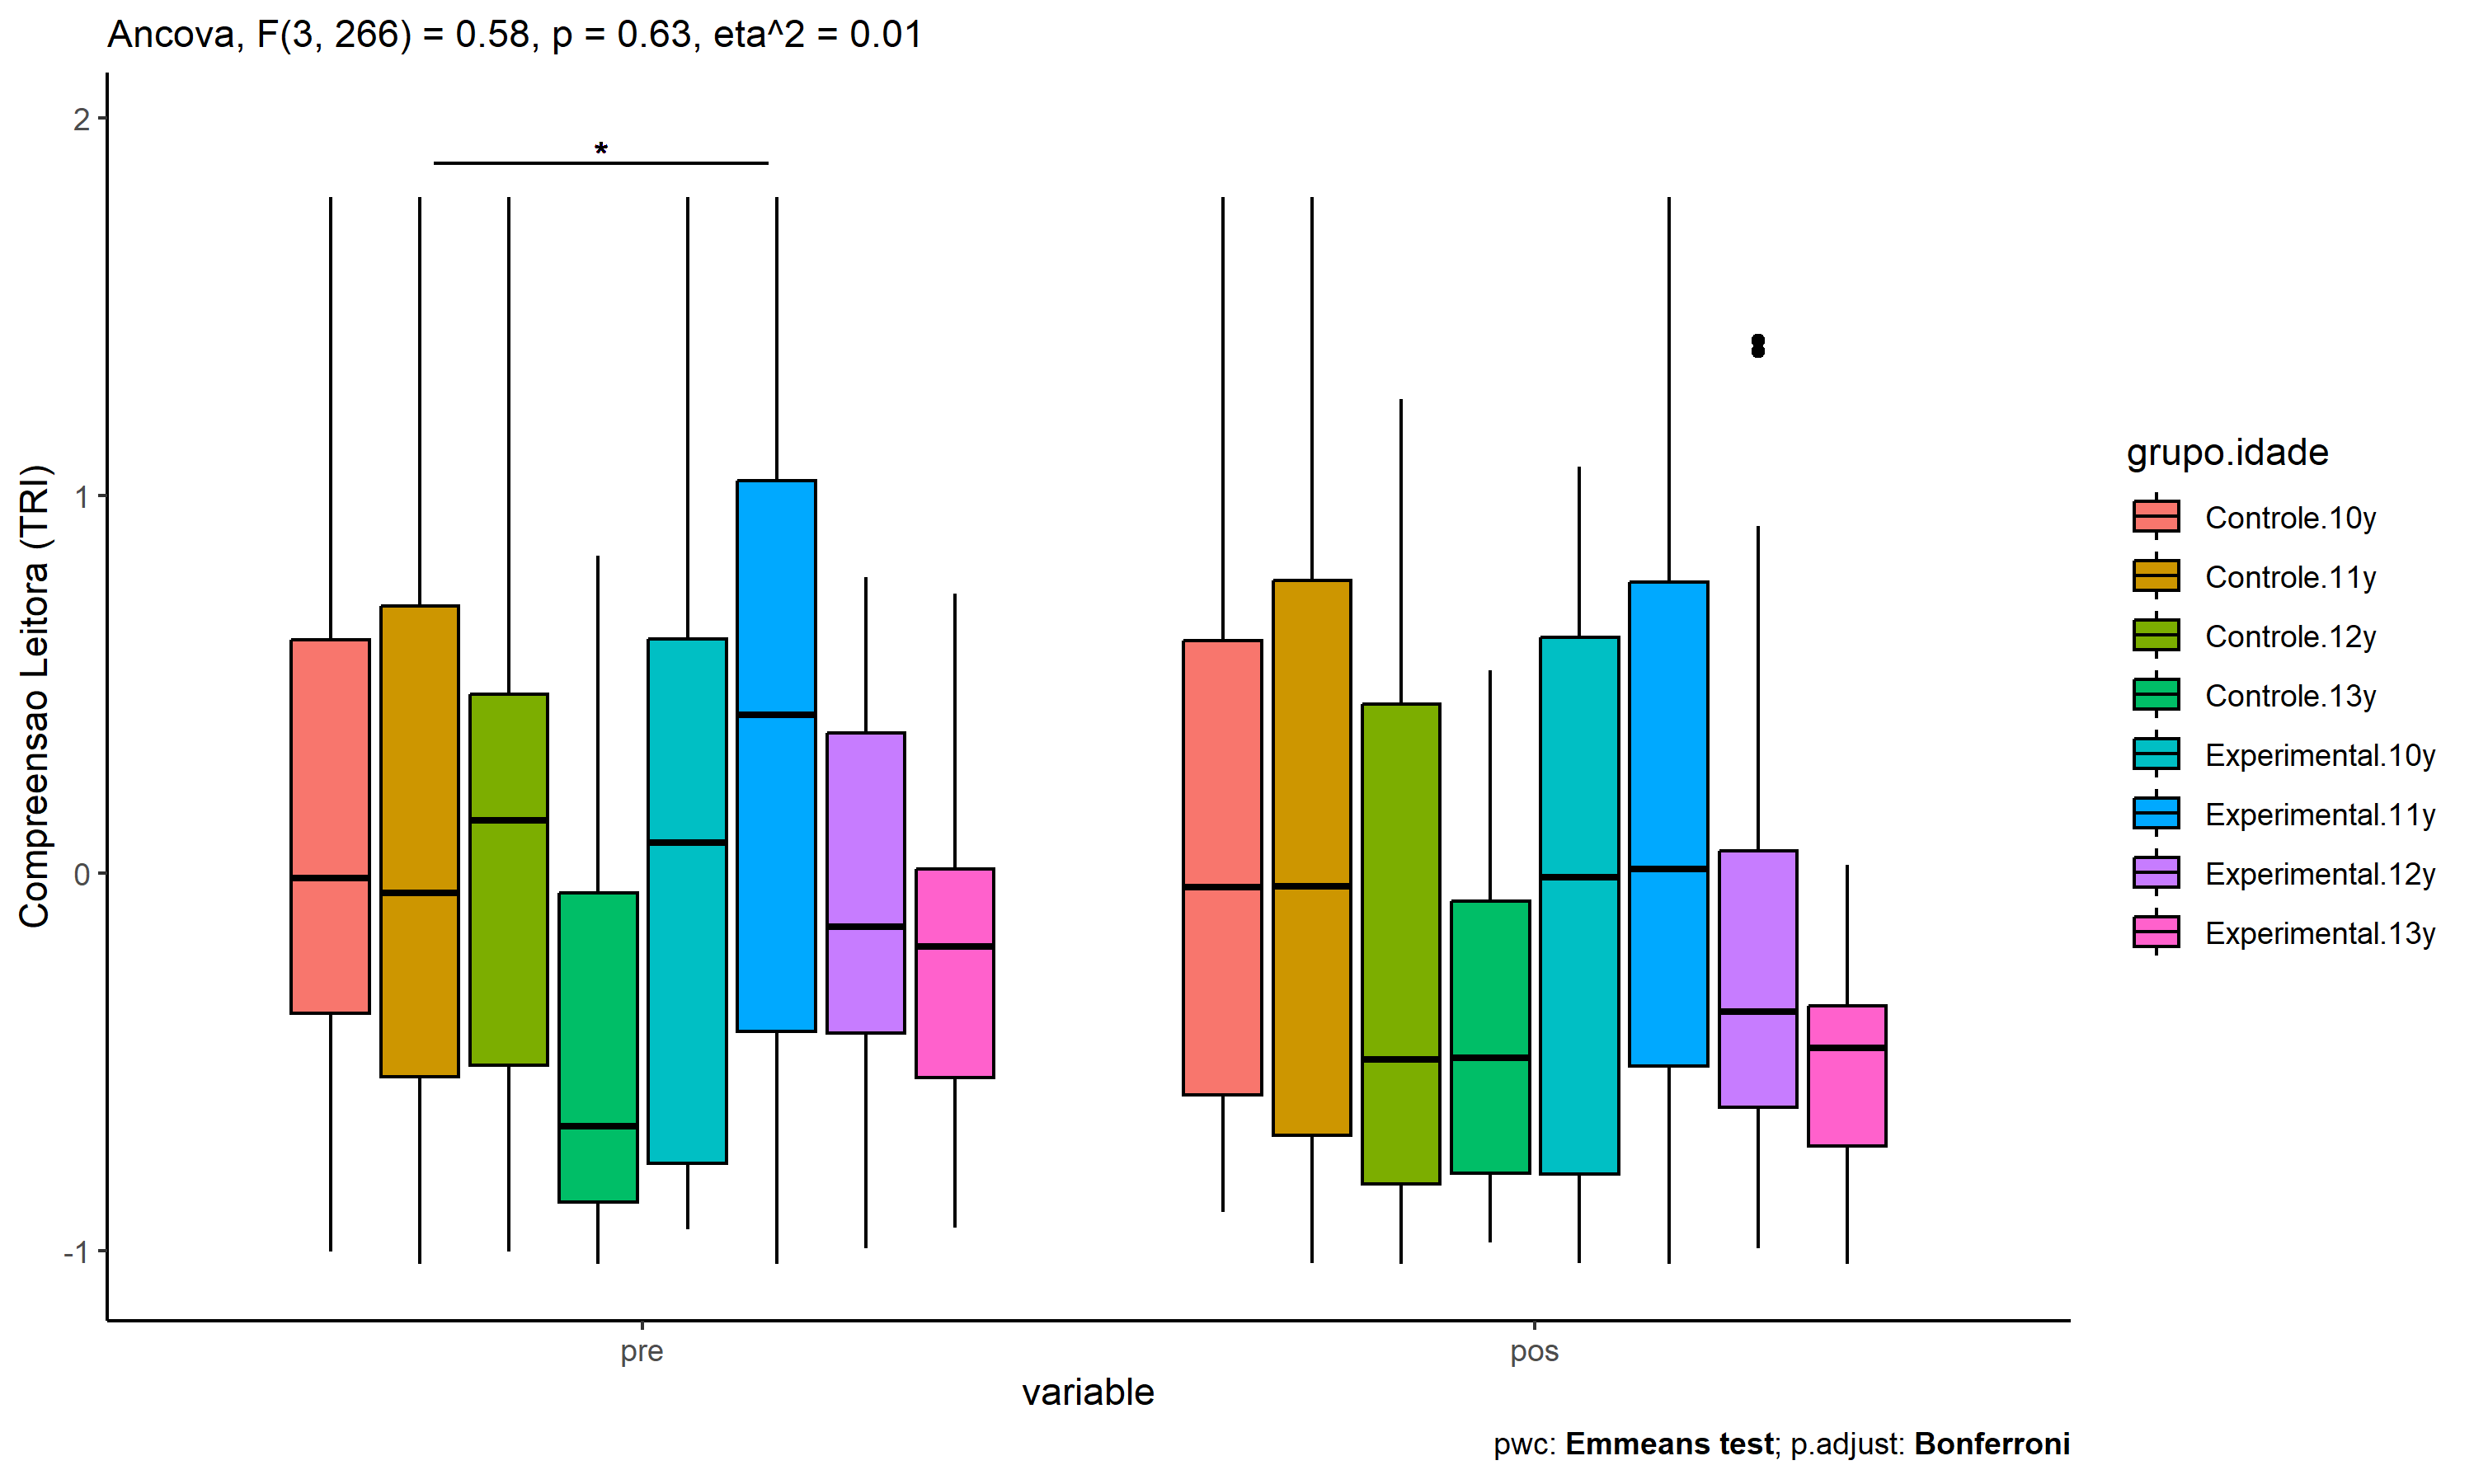 Ancova, F(3, 266) = 0.58, p = 0.63, eta^2 = 0.01
2
1
0
-1
Compreensao Leitora (TRI)
*
pre
pos
variable
grupo.idade
Controle.10y
Controle.11y
Controle.12y
Controle.13y
Experimental.10y
Experimental.11y
Experimental.12y
Experimental.13y
pwc: Emmeans test; p.adjust: Bonferroni